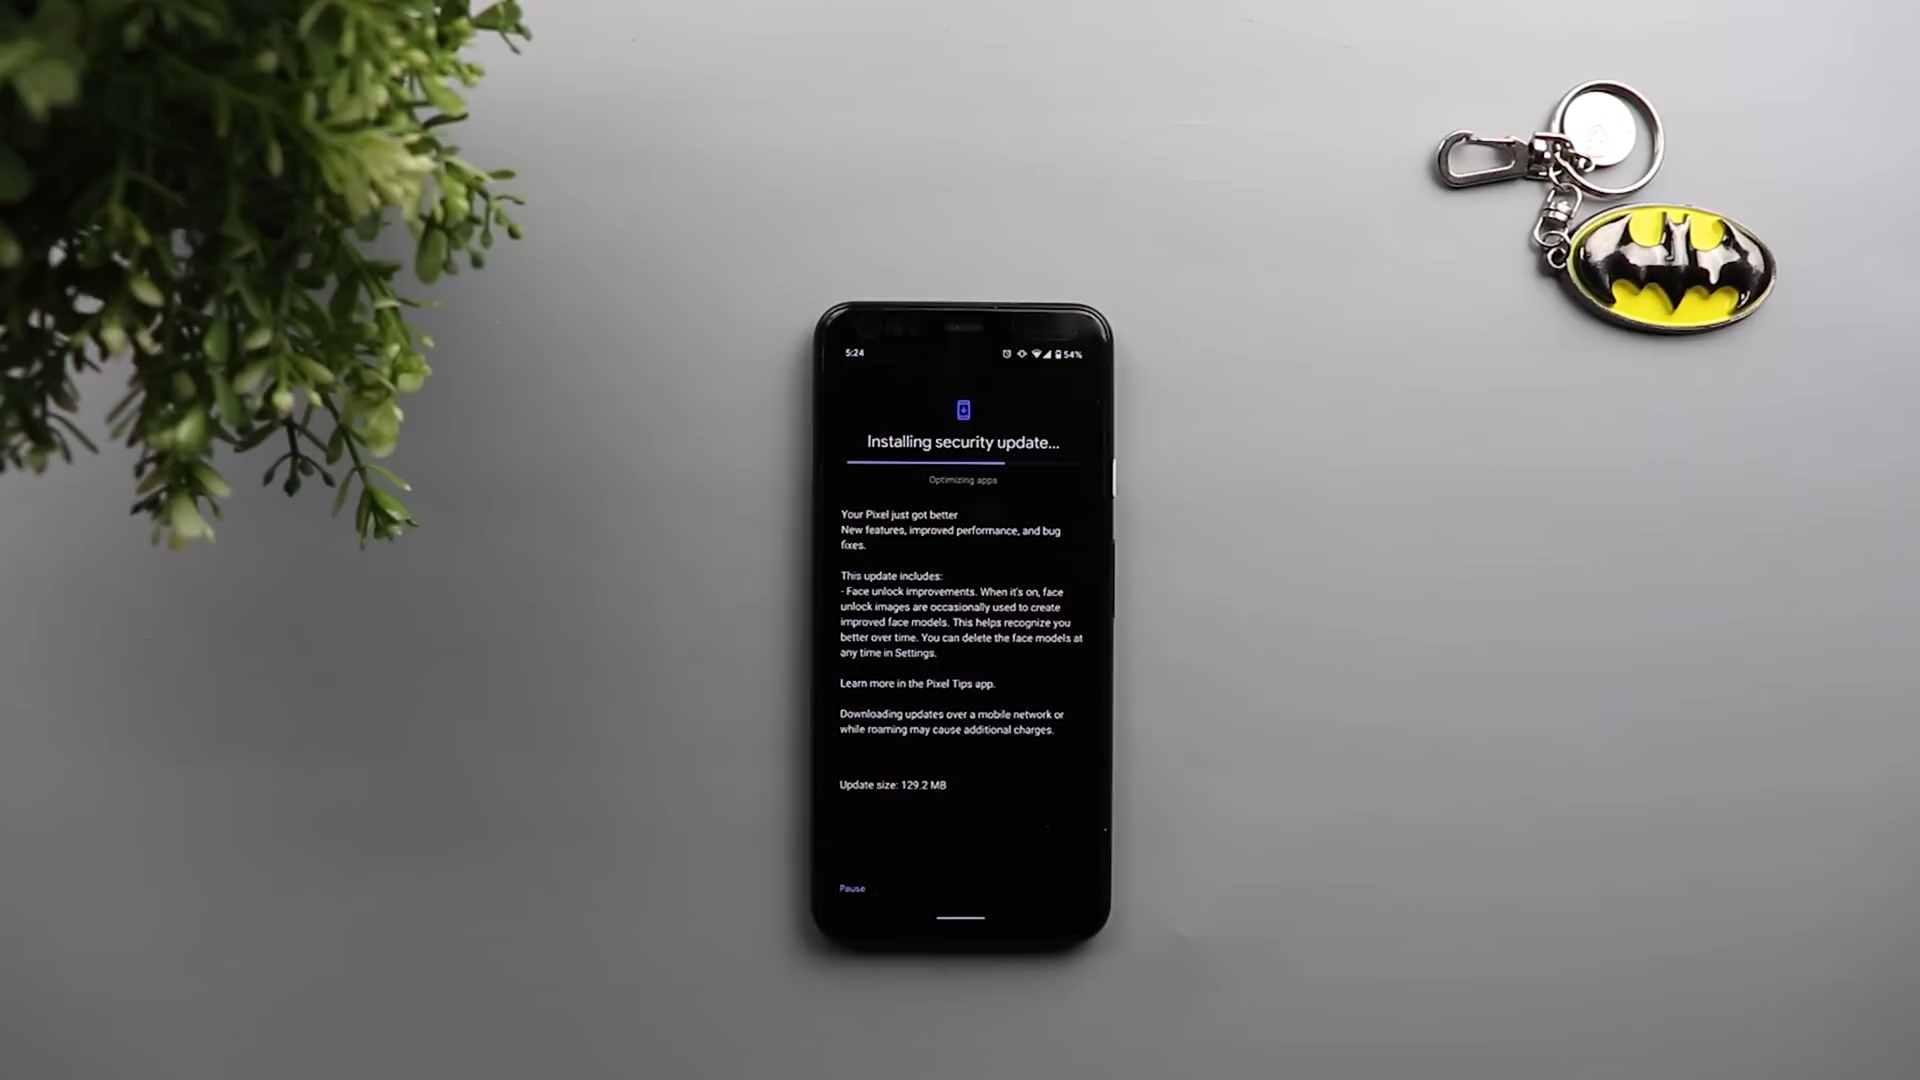 5:24
54%
Installing security update...
Optimizing apps
Your Pixel just got better
New features, improved performance, and bug
fixes.
This update includes:
- Face unlock improvements. When it's on, face
unlock images are occasionally used to create
improved face models. This helps recognize you
better over time. You can delete the face models at
any time in Settings.
Learn more in the Pixel Tips app.
Downloading updates over a mobile network or
while roaming may cause additional charges.
Update size: 129.2 MB
Pause